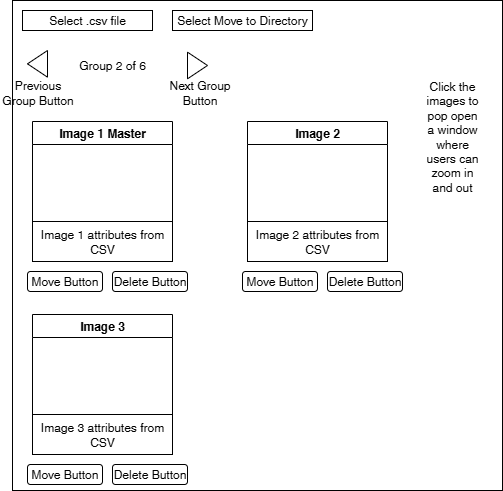 Select .csv file
Select Move to Directory
Group 2 of 6
Previous
Group Button
Next Group
Button
Click the
images to
pop open
a window
where
users can
zoom in
and out
Image 1 Master
Image 2
Image 1 attributes from
CSV
Image 2 attributes from
CSV
Move Button
Delete Button
Move Button
Delete Button
Image 3
Image 3 attributes from
CSV
Move Button
Delete Button